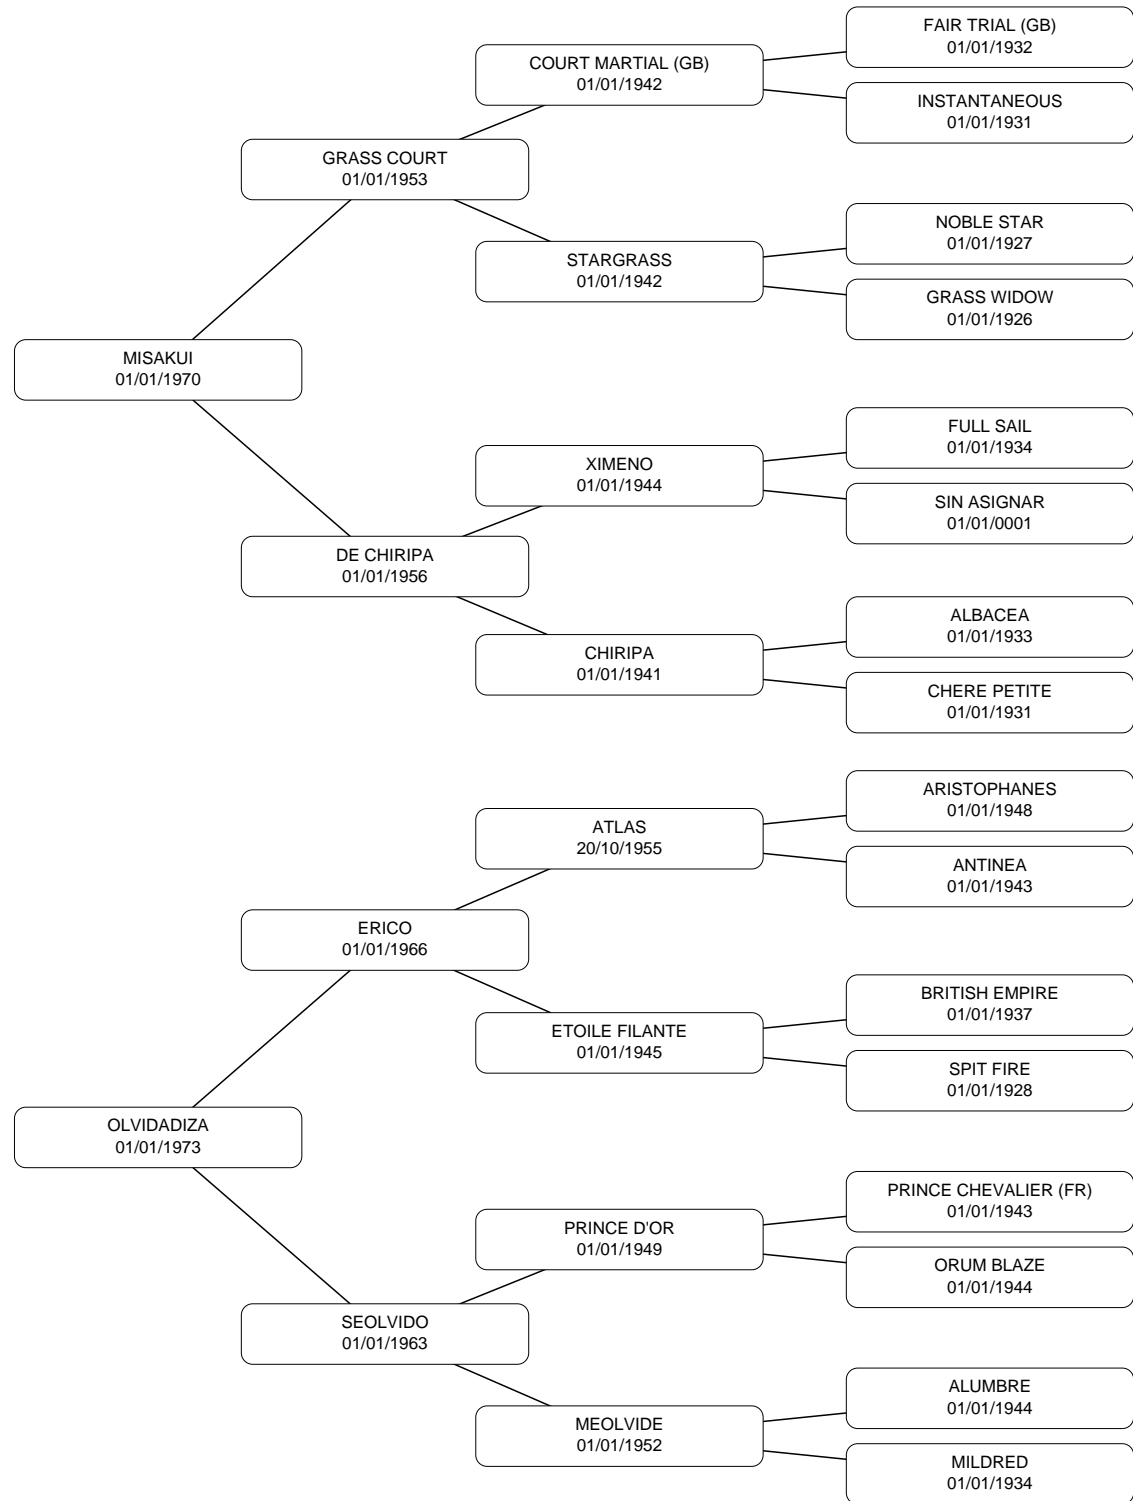 FAIR TRIAL (GB)
01/01/1932
COURT MARTIAL (GB)
01/01/1942
INSTANTANEOUS
01/01/1931
GRASS COURT
01/01/1953
NOBLE STAR
01/01/1927
STARGRASS
01/01/1942
GRASS WIDOW
01/01/1926
MISAKUI
01/01/1970
FULL SAIL
01/01/1934
XIMENO
01/01/1944
SIN ASIGNAR
01/01/0001
DE CHIRIPA
01/01/1956
ALBACEA
01/01/1933
CHIRIPA
01/01/1941
CHERE PETITE
01/01/1931
ARISTOPHANES
01/01/1948
ATLAS
20/10/1955
ANTINEA
01/01/1943
ERICO
01/01/1966
BRITISH EMPIRE
01/01/1937
ETOILE FILANTE
01/01/1945
SPIT FIRE
01/01/1928
OLVIDADIZA
01/01/1973
PRINCE CHEVALIER (FR)
01/01/1943
PRINCE D'OR
01/01/1949
ORUM BLAZE
01/01/1944
SEOLVIDO
01/01/1963
ALUMBRE
01/01/1944
MEOLVIDE
01/01/1952
MILDRED
01/01/1934